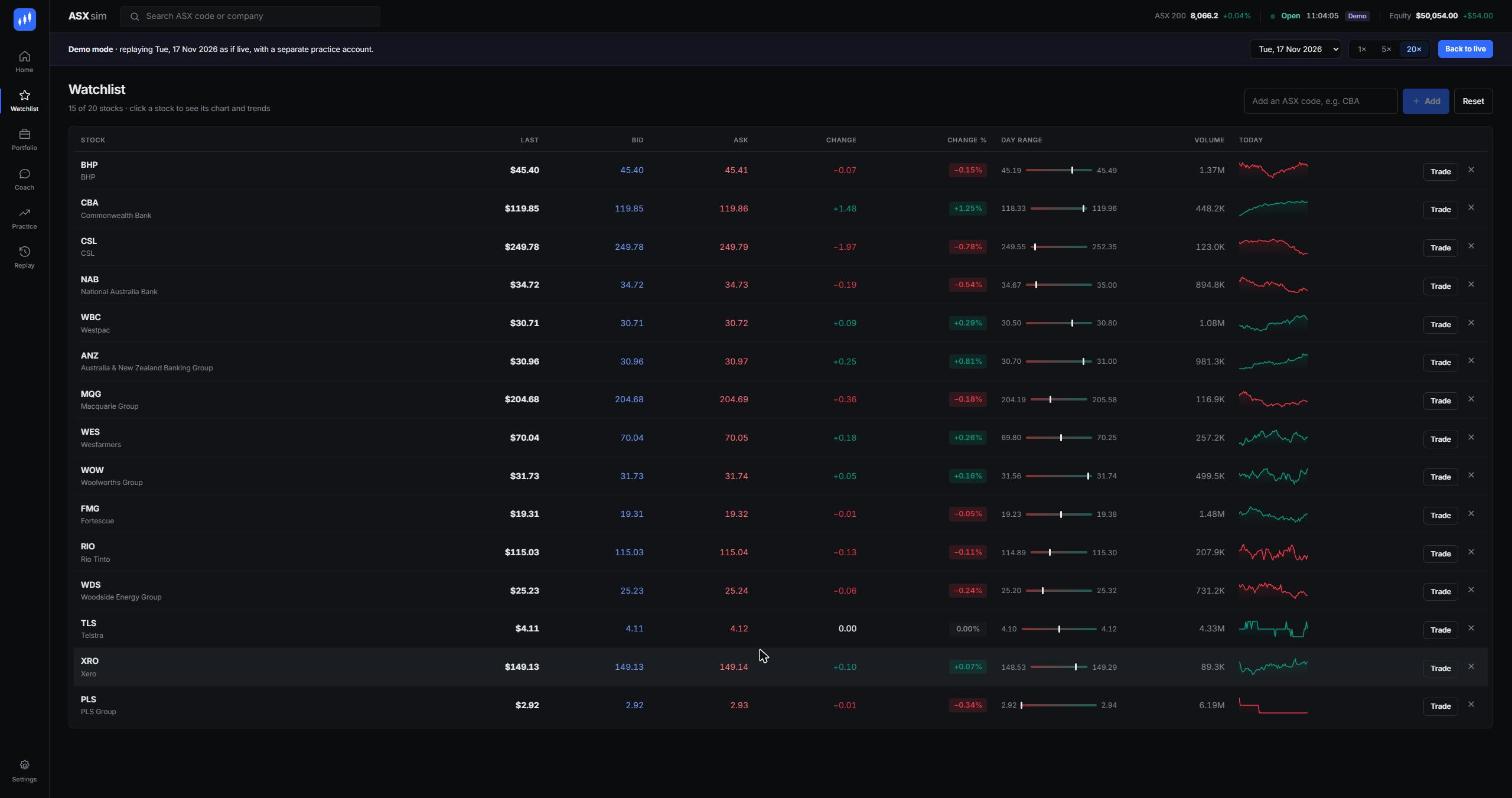 ASX sim
Search ASX code or company
ASX 200 8,066.2 +0.04% Open 11:04:05 Demo Equity $50,054.00 +$54.00
Demo mode · replaying Tue, 17 Nov 2026 as if live, with a separate practice account.
Tue, 17 Nov 2026 1× 5× 20× Back to live
Home
Watchlist
Portfolio
Coach
Practice
Replay
Settings
Watchlist
15 of 20 stocks · click a stock to see its chart and trends
Add an ASX code, e.g. CBA + Add Reset
STOCK LAST BID ASK CHANGE CHANGE % DAY RANGE VOLUME TODAY
BHP
BHP
$45.40 45.40 45.41 −0.07 −0.15% 45.19 45.49 1.37M Trade ×
CBA
Commonwealth Bank
$119.85 119.85 119.86 +1.48 +1.25% 118.33 119.96 448.2K Trade ×
CSL
CSL
$249.78 249.78 249.79 −1.97 −0.78% 249.55 252.35 123.0K Trade ×
NAB
National Australia Bank
$34.72 34.72 34.73 −0.19 −0.54% 34.67 35.00 894.8K Trade ×
WBC
Westpac
$30.71 30.71 30.72 +0.09 +0.29% 30.50 30.80 1.08M Trade ×
ANZ
Australia & New Zealand Banking Group
$30.96 30.96 30.97 +0.25 +0.81% 30.70 31.00 981.3K Trade ×
MQG
Macquarie Group
$204.68 204.68 204.69 −0.36 −0.18% 204.19 205.58 116.9K Trade ×
WES
Wesfarmers
$70.04 70.04 70.05 +0.18 +0.26% 69.80 70.25 257.2K Trade ×
WOW
Woolworths Group
$31.73 31.73 31.74 +0.05 +0.16% 31.56 31.74 499.5K Trade ×
FMG
Fortescue
$19.31 19.31 19.32 −0.01 −0.05% 19.23 19.38 1.48M Trade ×
RIO
Rio Tinto
$115.03 115.03 115.04 −0.13 −0.11% 114.89 115.30 207.9K Trade ×
WDS
Woodside Energy Group
$25.23 25.23 25.24 −0.06 −0.24% 25.20 25.32 731.2K Trade ×
TLS
Telstra
$4.11 4.11 4.12 0.00 0.00% 4.10 4.12 4.33M Trade ×
XRO
Xero
$149.13 149.13 149.14 +0.10 +0.07% 148.53 149.29 89.3K Trade ×
PLS
PLS Group
$2.92 2.92 2.93 −0.01 −0.34% 2.92 2.94 6.19M Trade ×